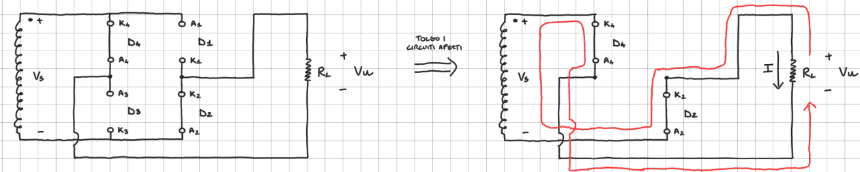 + K4 A1
D4 D1
A4 K1
Vs
A3 K2
D3 D2
- K3 A2
RL
+
Vu
-
TOLGO I
CIRCUITI APERTI
+ K4
D4
A4
Vs
K2
D2
- A2
I
RL
+
Vu
-